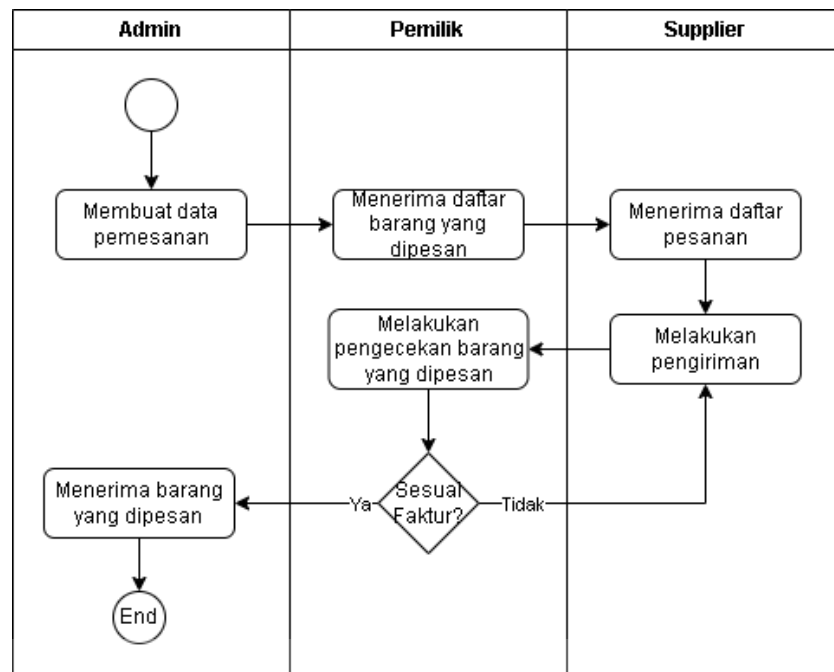 Admin
Pemilik
Supplier
Membuat data
pemesanan
Menerima daftar
barang yang
dipesan
Menerima daftar
pesanan
Melakukan
pengecekan barang
yang dipesan
Melakukan
pengiriman
Menerima barang
yang dipesan
Ya
Sesuai
Faktur?
Tidak
End